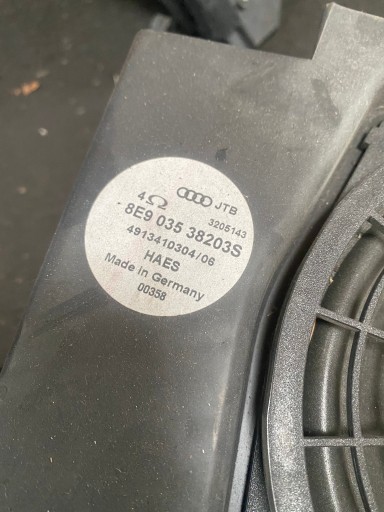 4Ω JTB
3205143
8E9 035 38203S
4913410304/06
HAES
Made in Germany
00358